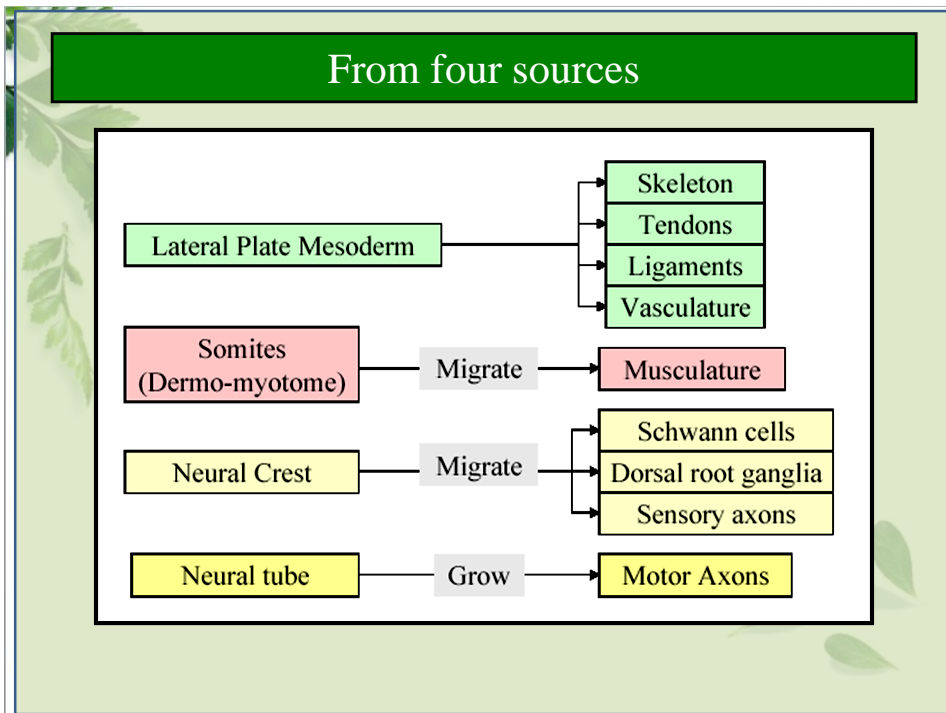 From four sources
Lateral Plate Mesoderm
Skeleton
Tendons
Ligaments
Vasculature
Somites
(Dermo-myotome)
Migrate
Musculature
Neural Crest
Migrate
Schwann cells
Dorsal root ganglia
Sensory axons
Neural tube
Grow
Motor Axons